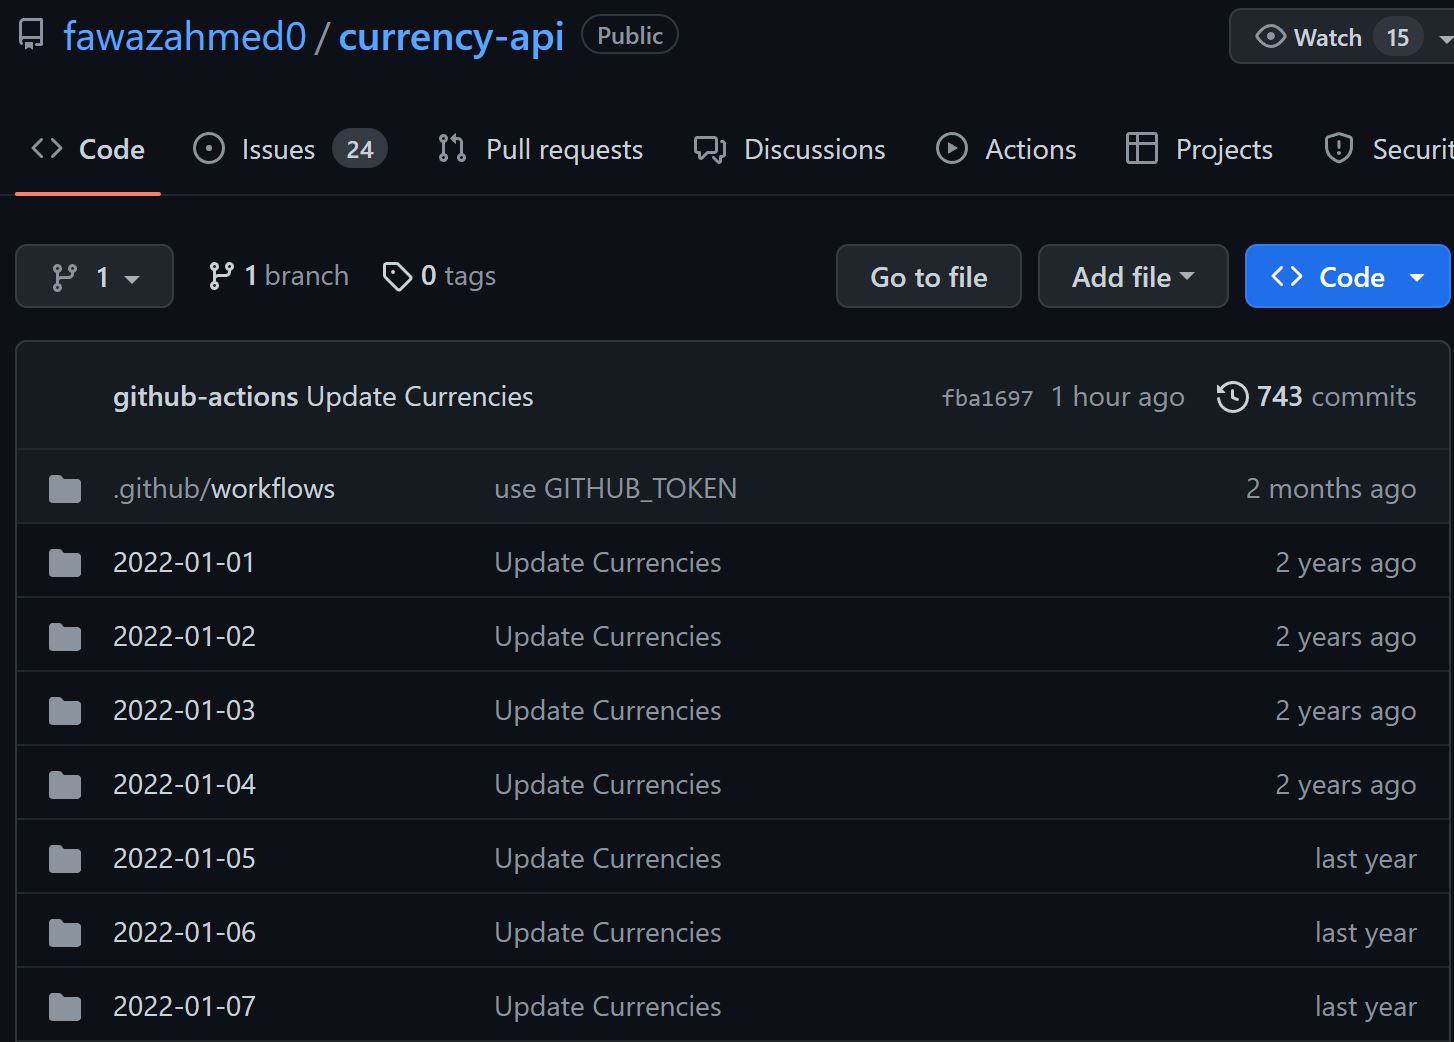 fawazahmed0 / currency-api Public Watch 15
Code Issues 24 Pull requests Discussions Actions Projects Securit
1 1 branch 0 tags Go to file Add file Code
github-actions Update Currencies fba1697 1 hour ago 743 commits
.github/workflows use GITHUB_TOKEN 2 months ago
2022-01-01 Update Currencies 2 years ago
2022-01-02 Update Currencies 2 years ago
2022-01-03 Update Currencies 2 years ago
2022-01-04 Update Currencies 2 years ago
2022-01-05 Update Currencies last year
2022-01-06 Update Currencies last year
2022-01-07 Update Currencies last year